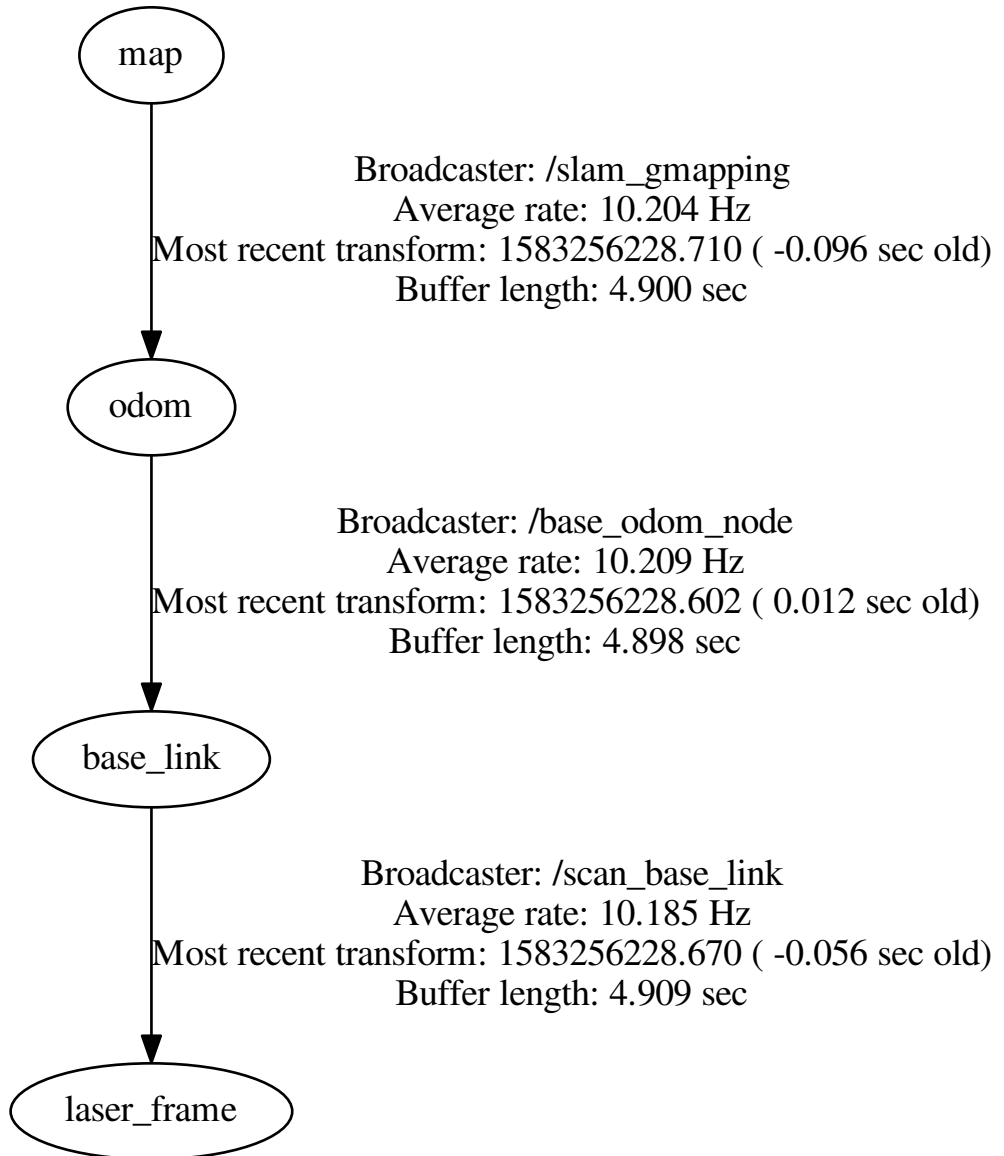 map
Broadcaster: /slam_gmapping
Average rate: 10.204 Hz
Most recent transform: 1583256228.710 ( -0.096 sec old)
Buffer length: 4.900 sec
odom
Broadcaster: /base_odom_node
Average rate: 10.209 Hz
Most recent transform: 1583256228.602 ( 0.012 sec old)
Buffer length: 4.898 sec
base_link
Broadcaster: /scan_base_link
Average rate: 10.185 Hz
Most recent transform: 1583256228.670 ( -0.056 sec old)
Buffer length: 4.909 sec
laser_frame